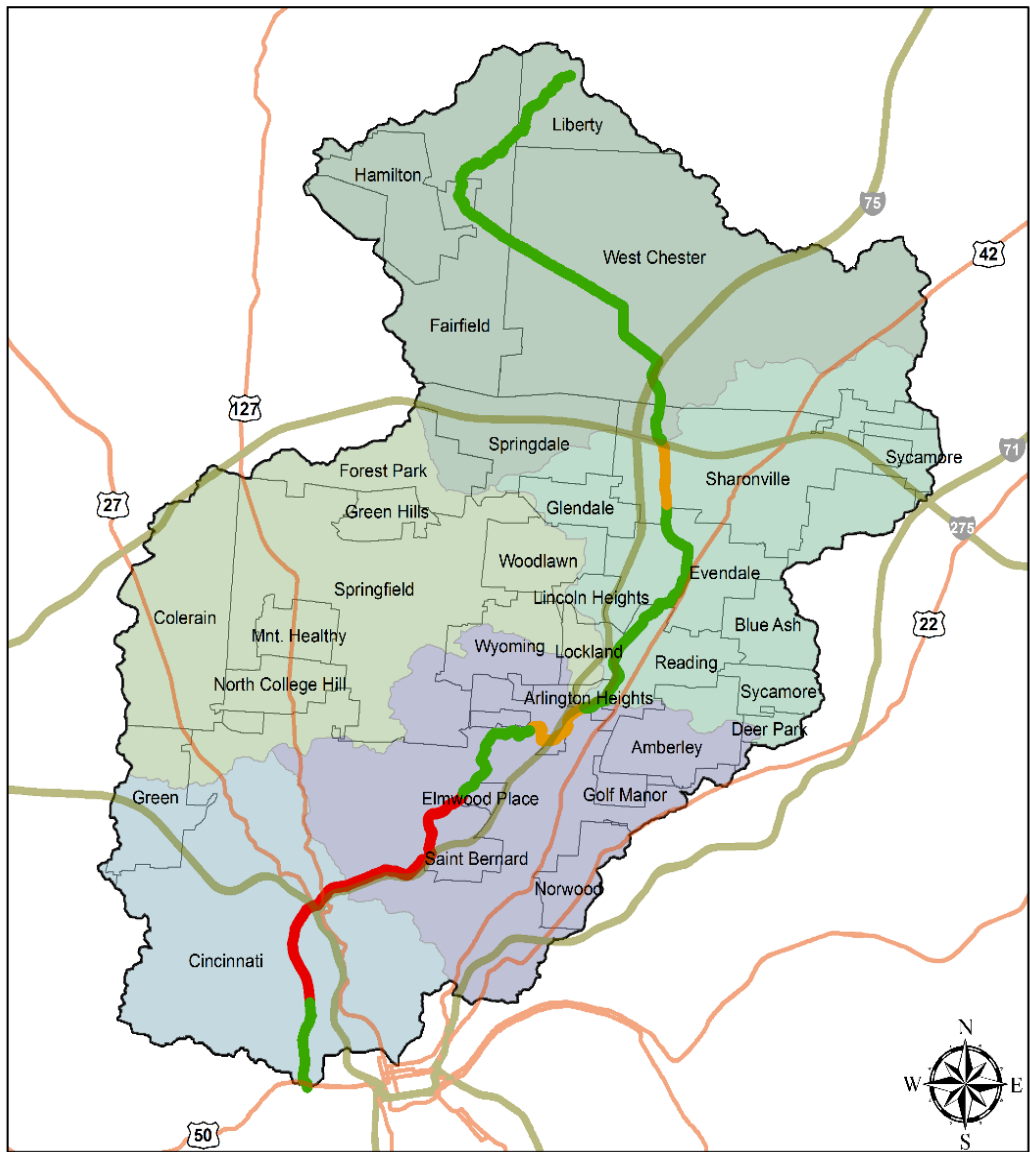 Liberty
Hamilton
75
West Chester
42
Fairfield
127
Springdale
71
Forest Park
Sycamore
Sharonville
27
Green Hills
Glendale
275
Woodlawn
Evendale
Springfield
Lincoln Heights
Colerain
Blue Ash
22
Mnt. Healthy
Wyoming
Lockland
Reading
North College Hill
Sycamore
Arlington Heights
Deer Park
Amberley
Green
Elmwood Place
Golf Manor
Saint Bernard
Norwood
Cincinnati
N
W
E
S
50